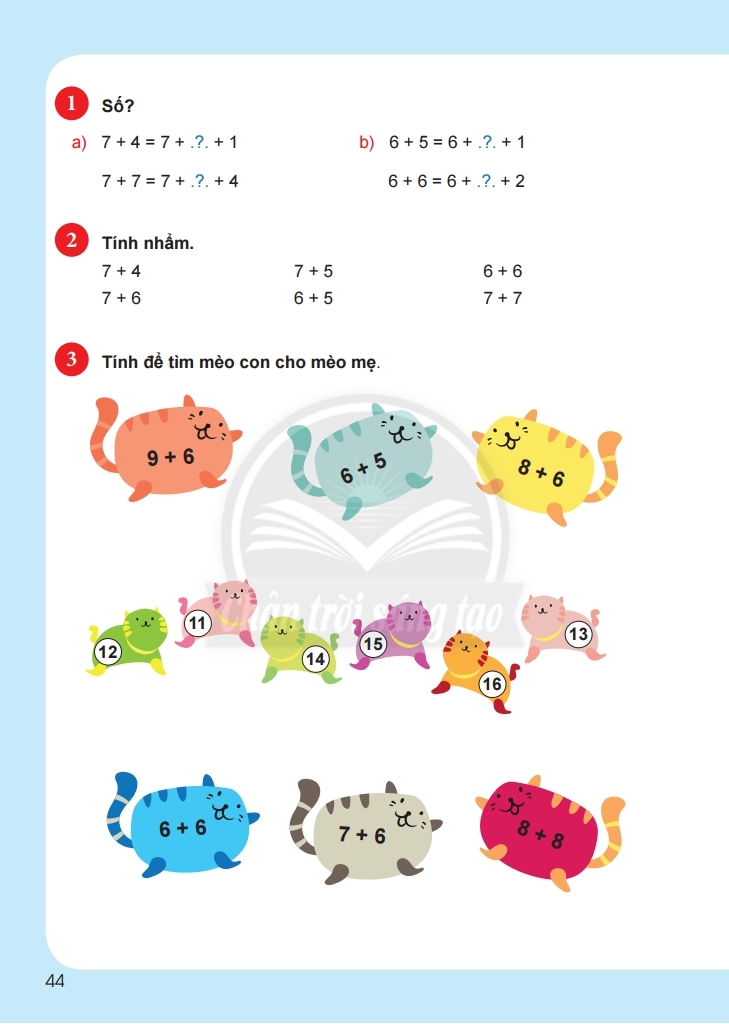 1 Số?
a) 7 + 4 = 7 + .?. + 1 b) 6 + 5 = 6 + .?. + 1
7 + 7 = 7 + .?. + 4 6 + 6 = 6 + .?. + 2
2 Tính nhẩm.
7 + 4 7 + 5 6 + 6
7 + 6 6 + 5 7 + 7
3 Tính để tìm mèo con cho mèo mẹ.
9 + 6 6 + 5 8 + 6
Chân trời sáng tạo
12 11 14 15 16 13
6 + 6 7 + 6 8 + 8
44